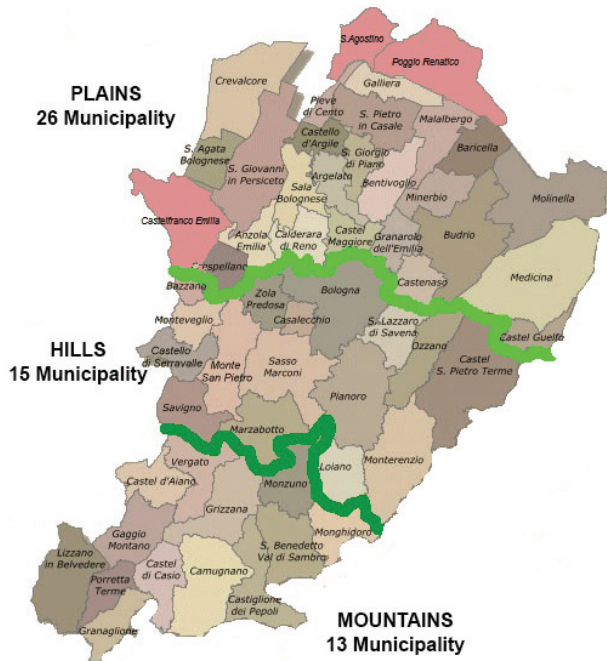 S.Agostino
Poggio Renatico
Crevalcore
Galliera
PLAINS
26 Municipality
Pieve
di Cento
S. Pietro
in Casale
Malalbergo
Castello
d'Argile
Baricella
S. Agata
Bolognese
S. Giovanni
in Persiceto
S. Giorgio
di Piano
Argelato
Bentivoglio
Sala
Bolognese
Minerbio
Molinella
Castelfranco Emilia
Anzola
Emilia
Calderara
di Reno
Castel
Maggiore
Granarolo
dell'Emilia
Budrio
Crespellano
Medicina
Bazzano
Zola
Predosa
Bologna
Castenaso
Monteveglio
Casalecchio
S. Lazzaro
di Savena
Castel Guelfo
HILLS
15 Municipality
Castello
di Serravalle
Monte
San Pietro
Sasso
Marconi
Ozzano
Castel
S. Pietro Terme
Pianoro
Savigno
Marzabotto
Vergato
Loiano
Monterenzio
Castel d'Aiano
Monzuno
Grizzana
Gaggio
Montano
Monghidoro
Lizzano
in Belvedere
Castel
di Casio
Camugnano
S. Benedetto
Val di Sambro
Porretta
Terme
Castiglione
dei Pepoli
Granaglione
MOUNTAINS
13 Municipality